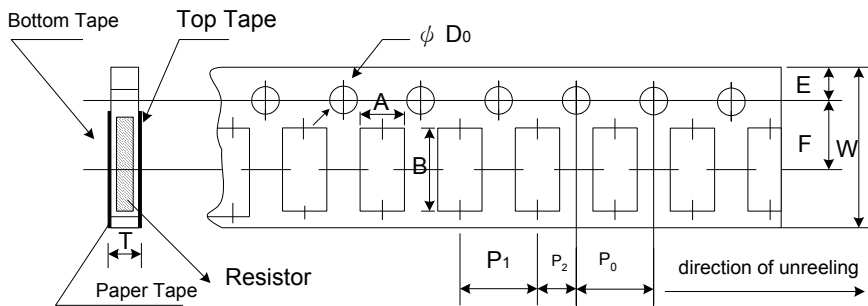 Bottom Tape
Top Tape
ψ D0
A
B
E
F
W
T
Paper Tape
Resistor
P1
P2
P0
direction of unreeling